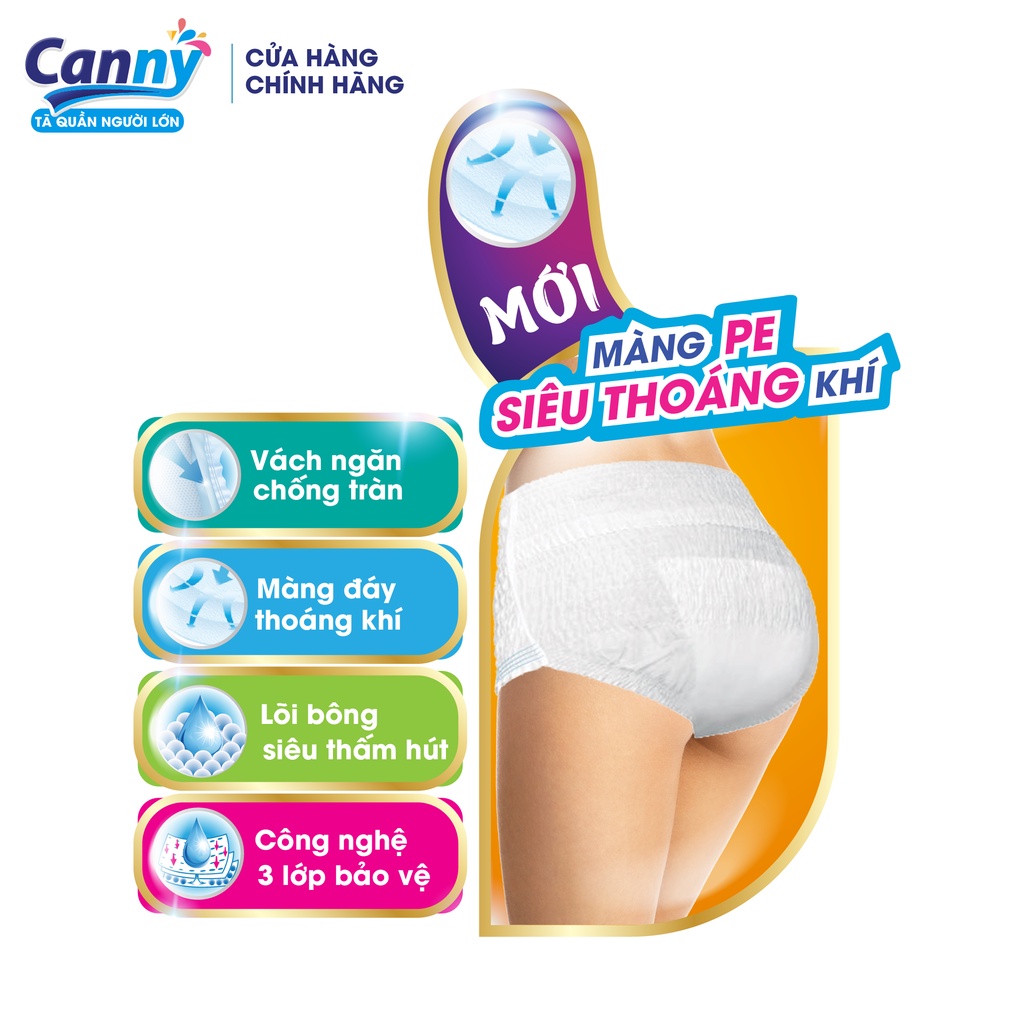 Canny
TÃ QUẦN NGƯỜI LỚN
CỬA HÀNG
CHÍNH HÃNG
MỚI
MÀNG PE
SIÊU THOÁNG KHÍ
Vách ngăn
chống tràn
Màng đáy
thoáng khí
Lõi bông
siêu thấm hút
Công nghệ
3 lớp bảo vệ